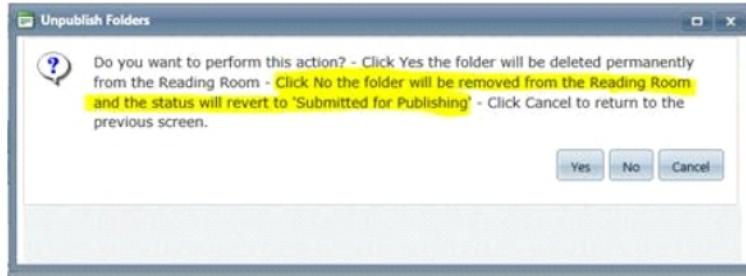 Unpublish Folders
Do you want to perform this action? - Click Yes the folder will be deleted permanently
from the Reading Room - Click No the folder will be removed from the Reading Room
and the status will revert to 'Submitted for Publishing' - Click Cancel to return to the
previous screen.
Yes No Cancel